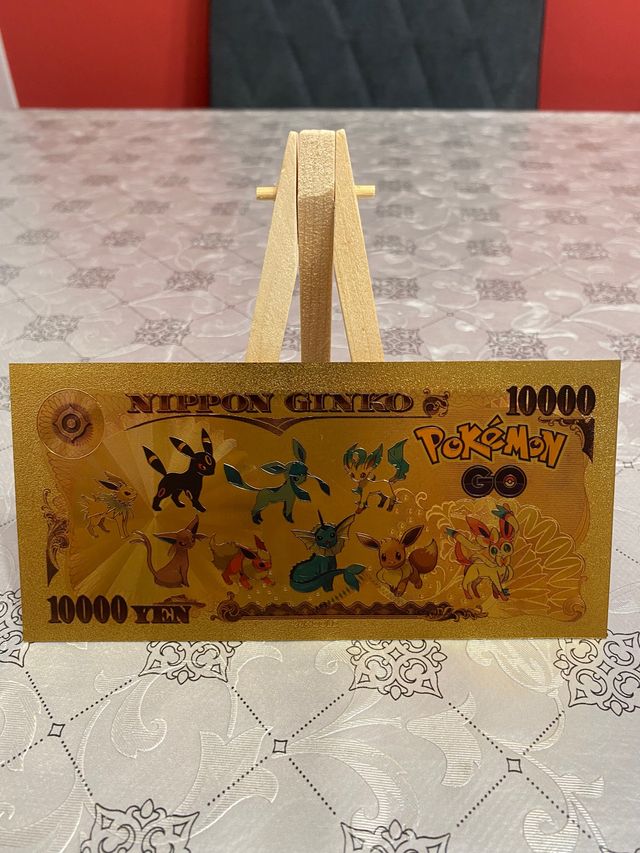 NIPPON GINKO
10000
POKéMON
GO
10000 YEN